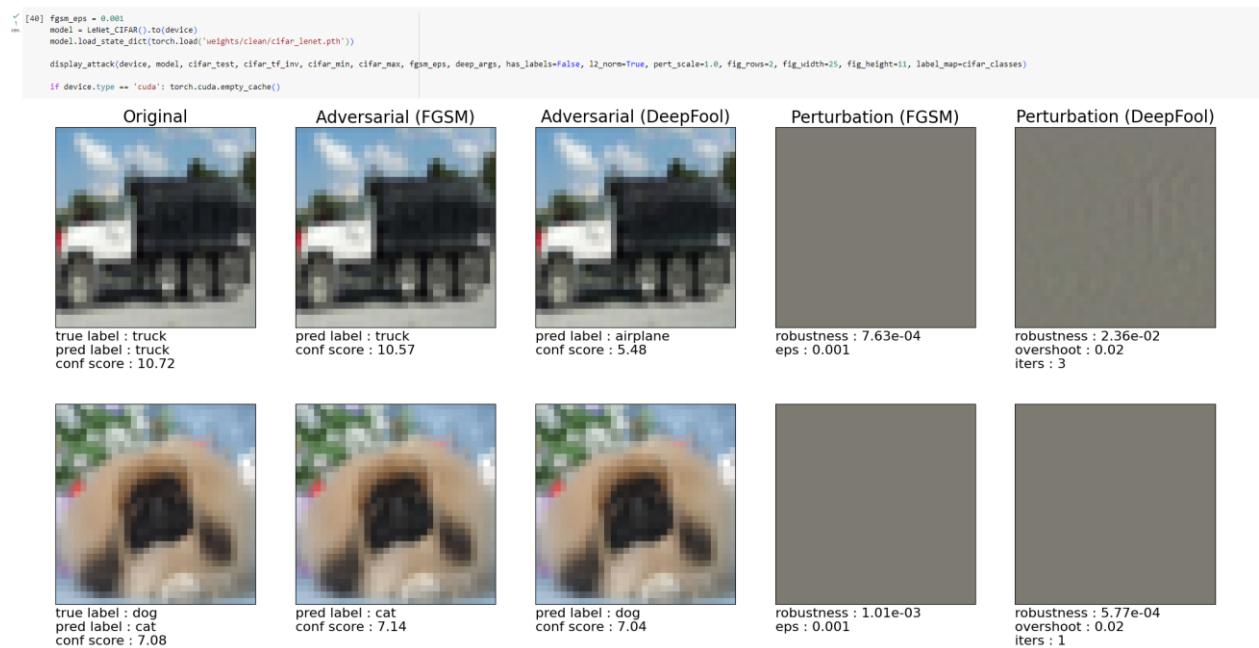 [40] fgsm_eps = 0.001
model = LeNet_CIFAR().to(device)
model.load_state_dict(torch.load('weights/clean/cifar_lenet.pth'))
display_attack(device, model, cifar_test, cifar_tf_inv, cifar_min, cifar_max, fgsm_eps, deep_args, has_labels=False, l2_norm=True, pert_scale=1.0, fig_rows=2, fig_width=25, fig_height=11, label_map=cifar_classes)
if device.type == 'cuda': torch.cuda.empty_cache()
Original Adversarial (FGSM) Adversarial (DeepFool) Perturbation (FGSM) Perturbation (DeepFool)
true label : truck pred label : truck pred label : airplane robustness : 7.63e-04 robustness : 2.36e-02
pred label : truck conf score : 10.57 conf score : 5.48 eps : 0.001 overshoot : 0.02
conf score : 10.72 iters : 3
true label : dog pred label : cat pred label : dog robustness : 1.01e-03 robustness : 5.77e-04
pred label : cat conf score : 7.14 conf score : 7.04 eps : 0.001 overshoot : 0.02
conf score : 7.08 iters : 1